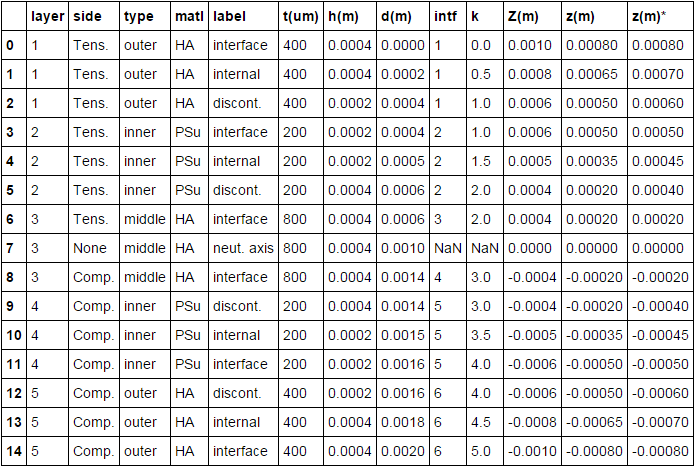 layer side type matl label t(um) h(m) d(m) intf k Z(m) z(m) z(m)*
0 1 Tens. outer HA interface 400 0.0004 0.0000 1 0.0 0.0010 0.00080 0.00080
1 1 Tens. outer HA internal 400 0.0004 0.0002 1 0.5 0.0008 0.00065 0.00070
2 1 Tens. outer HA discont. 400 0.0002 0.0004 1 1.0 0.0006 0.00050 0.00060
3 2 Tens. inner PSu interface 200 0.0002 0.0004 2 1.0 0.0006 0.00050 0.00050
4 2 Tens. inner PSu internal 200 0.0002 0.0005 2 1.5 0.0005 0.00035 0.00045
5 2 Tens. inner PSu discont. 200 0.0004 0.0006 2 2.0 0.0004 0.00020 0.00040
6 3 Tens. middle HA interface 800 0.0004 0.0006 3 2.0 0.0004 0.00020 0.00020
7 3 None middle HA neut. axis 800 0.0004 0.0010 NaN NaN 0.0000 0.00000 0.00000
8 3 Comp. middle HA interface 800 0.0004 0.0014 4 3.0 -0.0004 -0.00020 -0.00020
9 4 Comp. inner PSu discont. 200 0.0004 0.0014 5 3.0 -0.0004 -0.00020 -0.00040
10 4 Comp. inner PSu internal 200 0.0002 0.0015 5 3.5 -0.0005 -0.00035 -0.00045
11 4 Comp. inner PSu interface 200 0.0002 0.0016 5 4.0 -0.0006 -0.00050 -0.00050
12 5 Comp. outer HA discont. 400 0.0002 0.0016 6 4.0 -0.0006 -0.00050 -0.00060
13 5 Comp. outer HA internal 400 0.0004 0.0018 6 4.5 -0.0008 -0.00065 -0.00070
14 5 Comp. outer HA interface 400 0.0004 0.0020 6 5.0 -0.0010 -0.00080 -0.00080